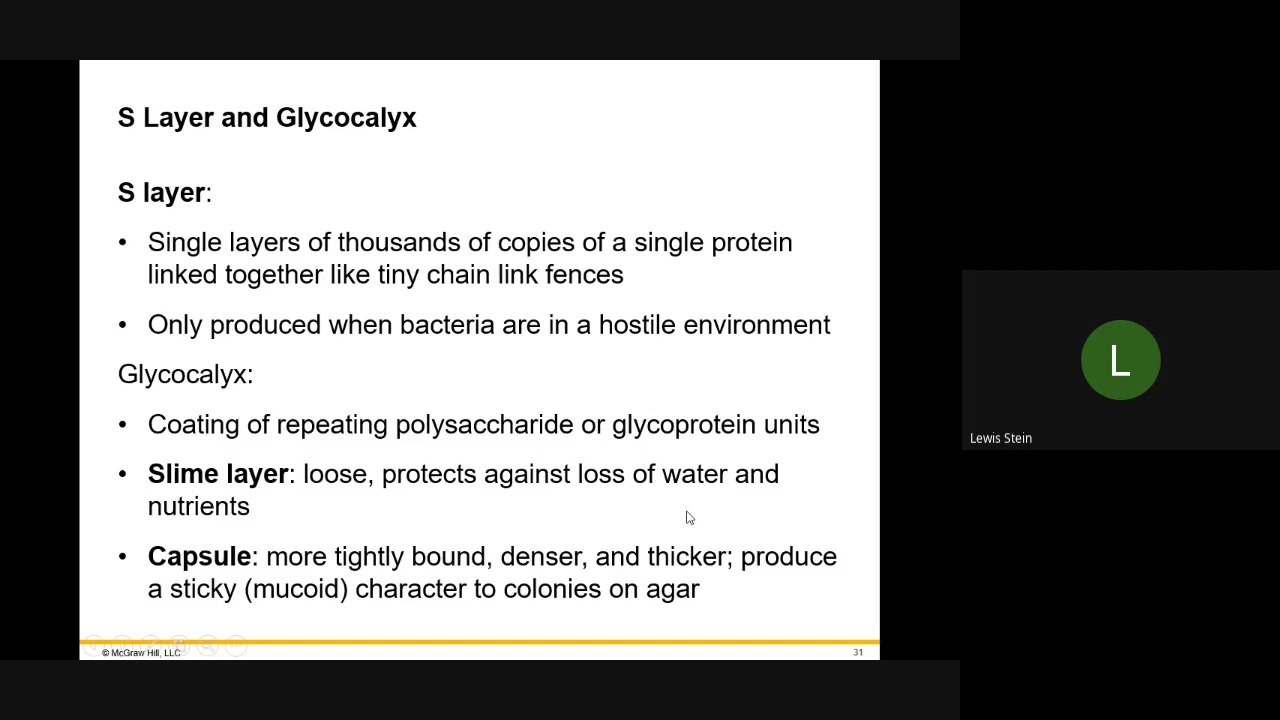 S Layer and Glycocalyx
S layer:
• Single layers of thousands of copies of a single protein
linked together like tiny chain link fences
• Only produced when bacteria are in a hostile environment
Glycocalyx:
• Coating of repeating polysaccharide or glycoprotein units
• Slime layer: loose, protects against loss of water and
nutrients
• Capsule: more tightly bound, denser, and thicker; produce
a sticky (mucoid) character to colonies on agar
© McGraw Hill, LLC
31
L
Lewis Stein